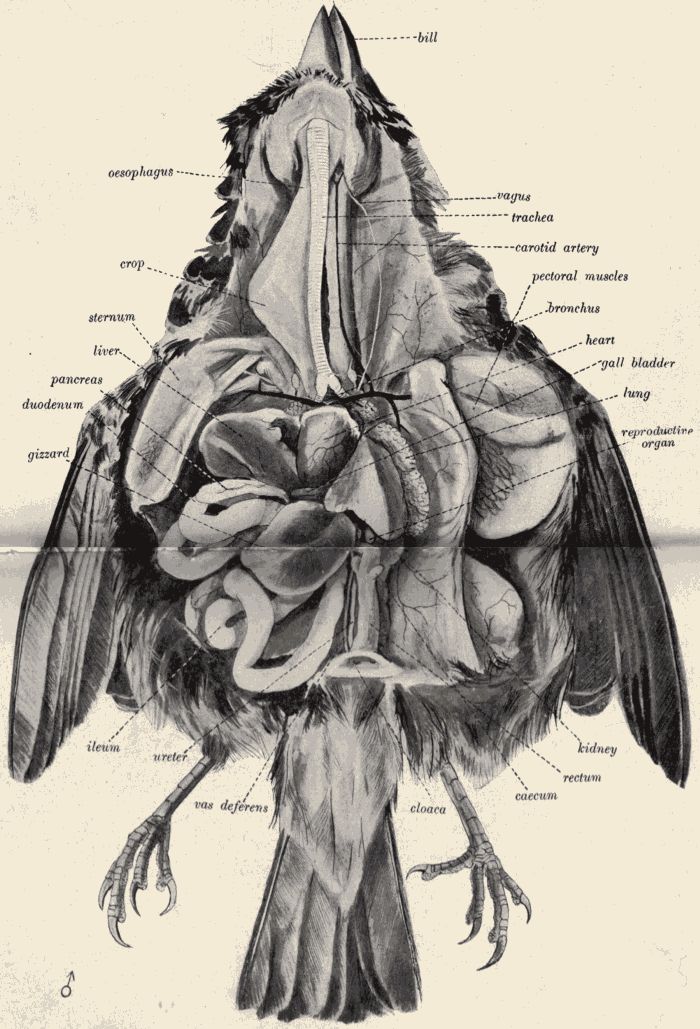 bill
oesophagus
vagus
trachea
carotid artery
crop
pectoral muscles
bronchus
sternum
heart
liver
gall bladder
pancreas
lung
duodenum
reproductive
organ
gizzard
ileum
ureter
kidney
rectum
caecum
vas deferens
cloaca
♂